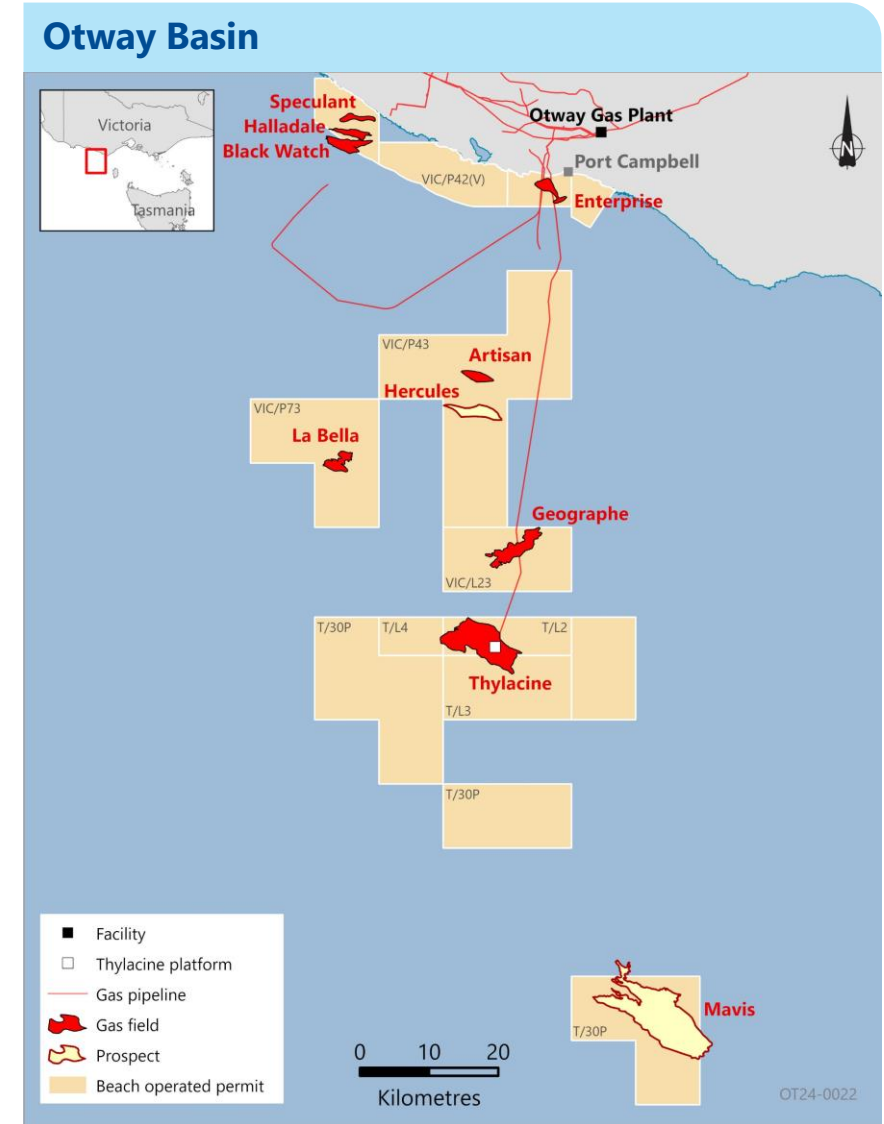 Otway Basin
Victoria
Tasmania
Speculant
Halladale
Black Watch
Otway Gas Plant
Port Campbell
N
VIC/P42(V)
Enterprise
VIC/P43
Artisan
Hercules
VIC/P73
La Bella
Geographe
VIC/L23
T/30P
T/L4
T/L2
Thylacine
T/L3
T/30P
Facility
Thylacine platform
Gas pipeline
Gas field
Prospect
Beach operated permit
0 10 20
Kilometres
Mavis
T/30P
OT24-0022